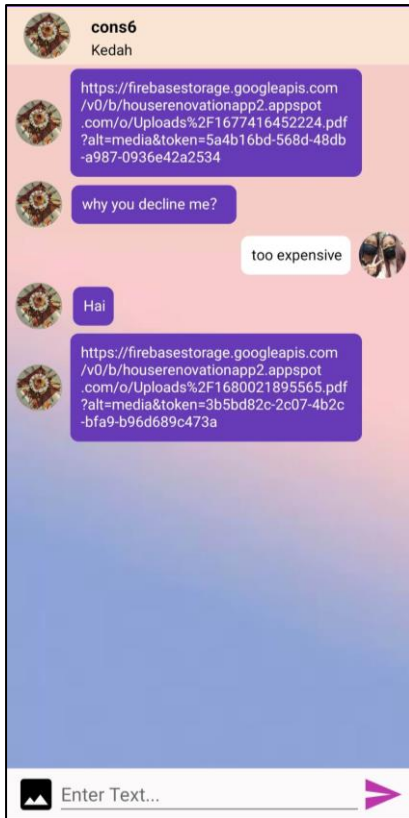 cons6
Kedah
https://firebasestorage.googleapis.com
/v0/b/houserenovationapp2.appspot
.com/o/Uploads%2F1677416452224.pdf
?alt=media&token=5a4b16bd-568d-48db
-a987-0936e42a2534
why you decline me?
too expensive
Hai
https://firebasestorage.googleapis.com
/v0/b/houserenovationapp2.appspot
.com/o/Uploads%2F1680021895565.pdf
?alt=media&token=3b5bd82c-2c07-4b2c
-bfa9-b96d689c473a
Enter Text...